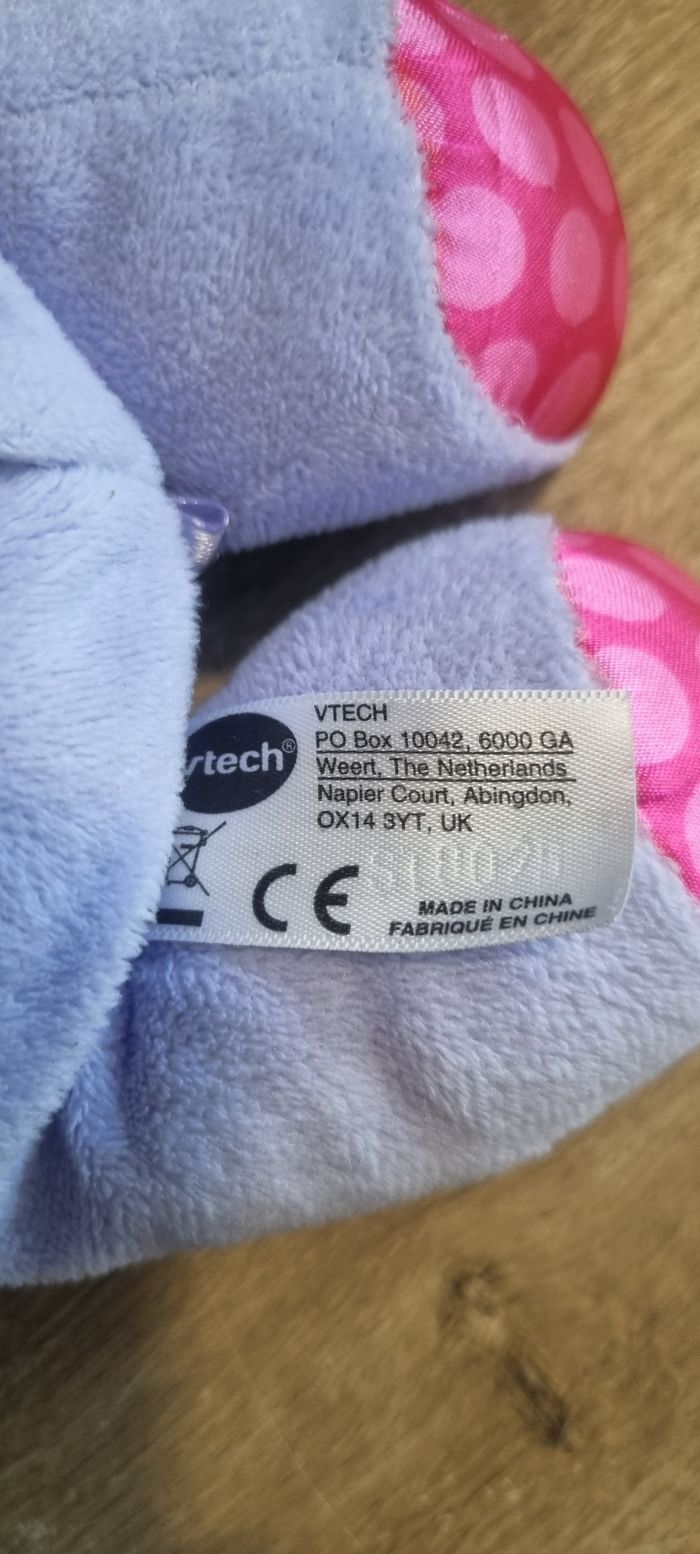 vtech®
VTECH
PO Box 10042, 6000 GA
Weert, The Netherlands
Napier Court, Abingdon,
OX14 3YT, UK
CE
MADE IN CHINA
FABRIQUÉ EN CHINE